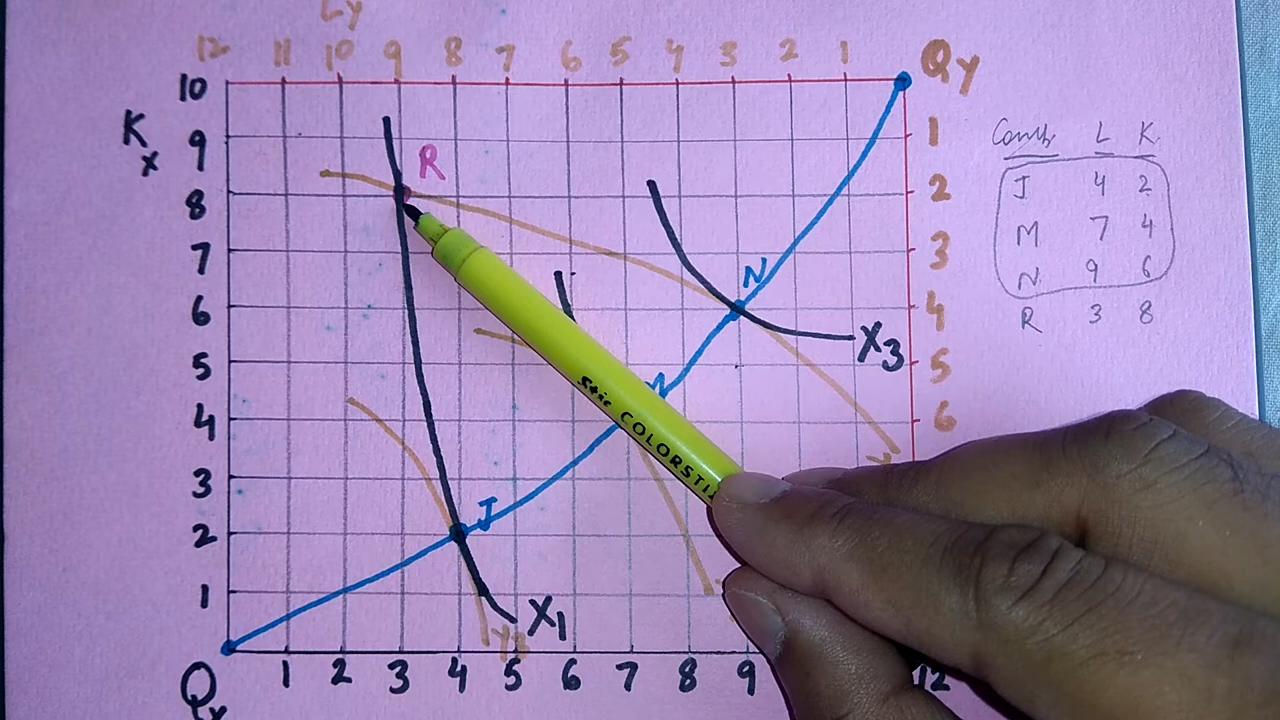 Ly
12 11 10 9 8 7 6 5 4 3 2 1 Qy
10
Kx 9 1
R
8 2
7 3
N
6 4
X3
5 5
4 6
3
J
2
1
X1
Qx 1 2 3 4 5 6 7 8 9 12
Comb L K
J 4 2
M 7 4
N 9 6
R 3 8
Stic COLORSTI